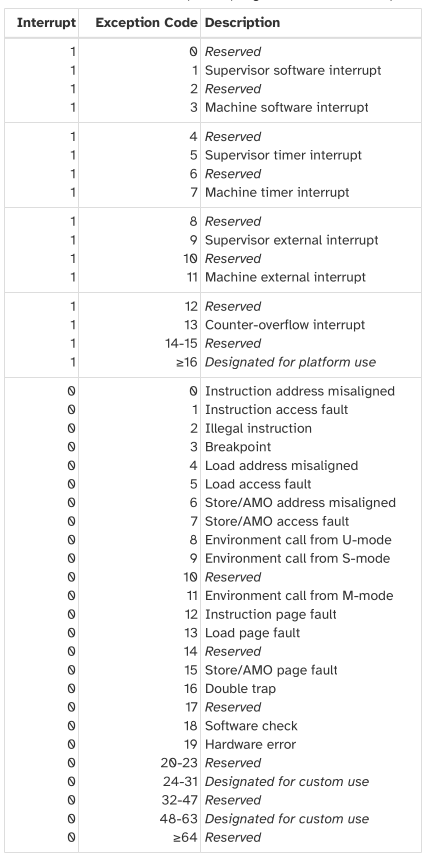 Interrupt Exception Code Description
1 0 Reserved
1 1 Supervisor software interrupt
1 2 Reserved
1 3 Machine software interrupt
1 4 Reserved
1 5 Supervisor timer interrupt
1 6 Reserved
1 7 Machine timer interrupt
1 8 Reserved
1 9 Supervisor external interrupt
1 10 Reserved
1 11 Machine external interrupt
1 12 Reserved
1 13 Counter-overflow interrupt
1 14-15 Reserved
1 ≥16 Designated for platform use
0 0 Instruction address misaligned
0 1 Instruction access fault
0 2 Illegal instruction
0 3 Breakpoint
0 4 Load address misaligned
0 5 Load access fault
0 6 Store/AMO address misaligned
0 7 Store/AMO access fault
0 8 Environment call from U-mode
0 9 Environment call from S-mode
0 10 Reserved
0 11 Environment call from M-mode
0 12 Instruction page fault
0 13 Load page fault
0 14 Reserved
0 15 Store/AMO page fault
0 16 Double trap
0 17 Reserved
0 18 Software check
0 19 Hardware error
0 20-23 Reserved
0 24-31 Designated for custom use
0 32-47 Reserved
0 48-63 Designated for custom use
0 ≥64 Reserved